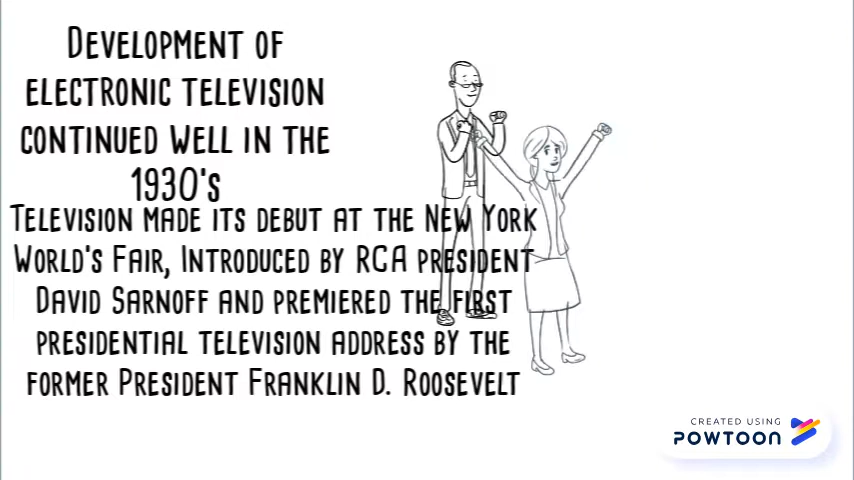 DEVELOPMENT OF
ELECTRONIC TELEVISION
CONTINUED WELL IN THE
1930's
TELEVISION MADE ITS DEBUT AT THE NEW YORK
WORLD'S FAIR, INTRODUCED BY RCA PRESIDENT
DAVID SARNOFF AND PREMIERED THE FIRST
PRESIDENTIAL TELEVISION ADDRESS BY THE
FORMER PRESIDENT FRANKLIN D. ROOSEVELT
CREATED USING
POWTOON